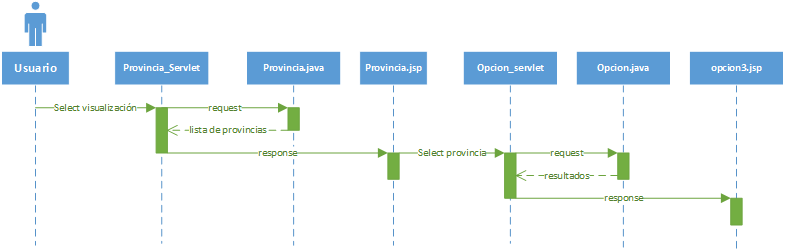 Usuario
Provincia_Servlet
Provincia.java
Provincia.jsp
Opcion_servlet
Opcion.java
opcion3.jsp
Select visualización
request
lista de provincias
response
Select provincia
request
resultados
response